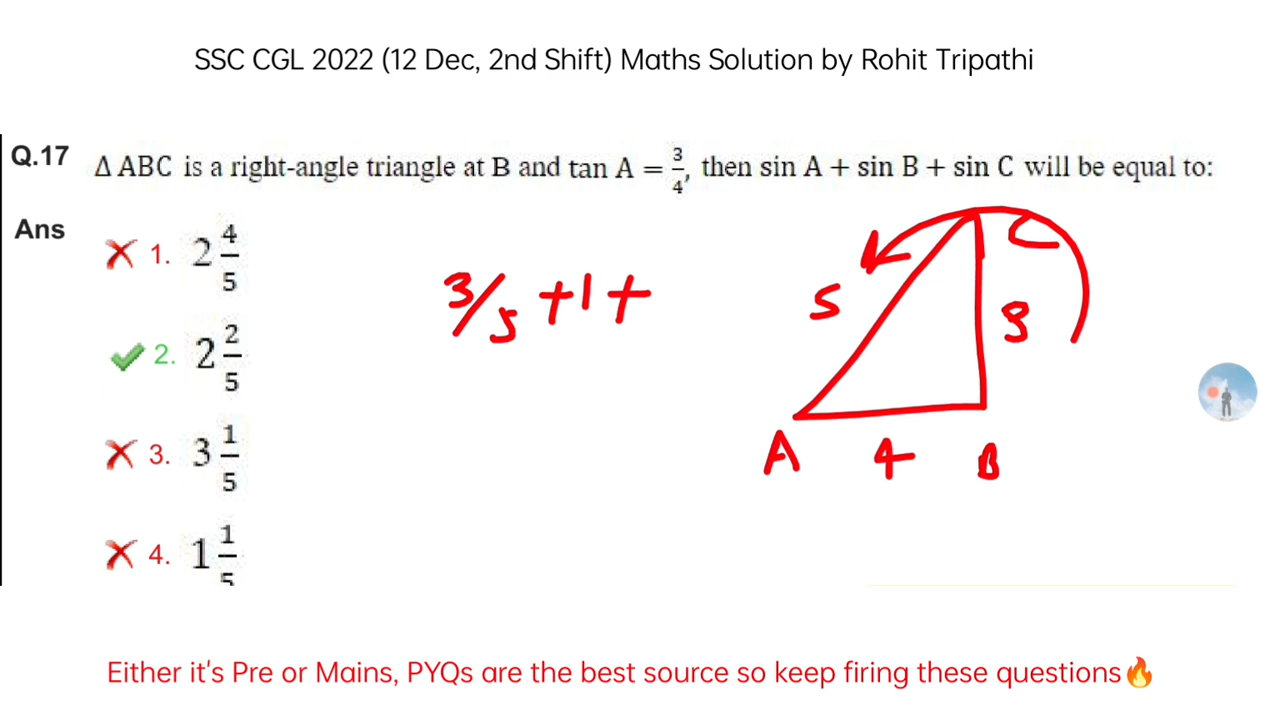 SSC CGL 2022 (12 Dec, 2nd Shift) Maths Solution by Rohit Tripathi
Q.17 Δ ABC is a right-angle triangle at B and tan A = 3/4, then sin A + sin B + sin C will be equal to:
Ans
1. 2 4/5
2. 2 2/5
3. 3 1/5
4. 1 1/5
3/5 + 1 +
C
5
3
A 4 B
Either it's Pre or Mains, PYQs are the best source so keep firing these questions🔥